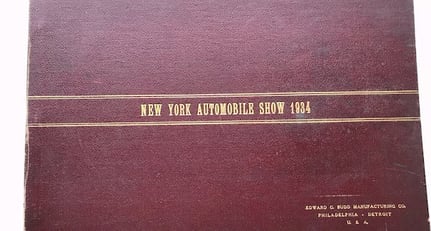 NEW YORK AUTOMOBILE SHOW 1934
EDWARD G. BUDD MANUFACTURING CO.
PHILADELPHIA - DETROIT
U. S. A.